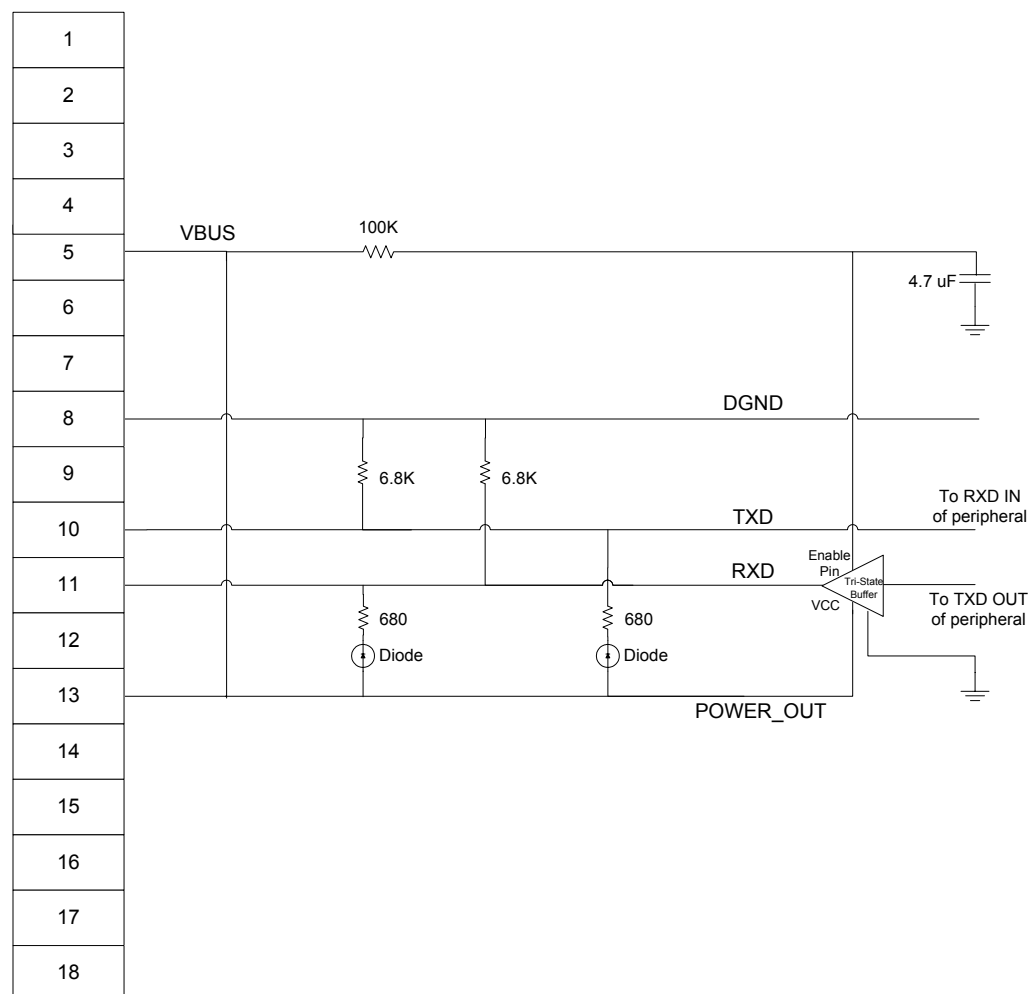 1
2
3
4
VBUS
100K
5
4.7 uF
6
7
8
DGND
9
6.8K
6.8K
To RXD IN
of peripheral
10
TXD
11
RXD
Enable
Pin
Tri-State
Buffer
VCC
To TXD OUT
of peripheral
12
680
680
Diode
Diode
13
POWER_OUT
14
15
16
17
18